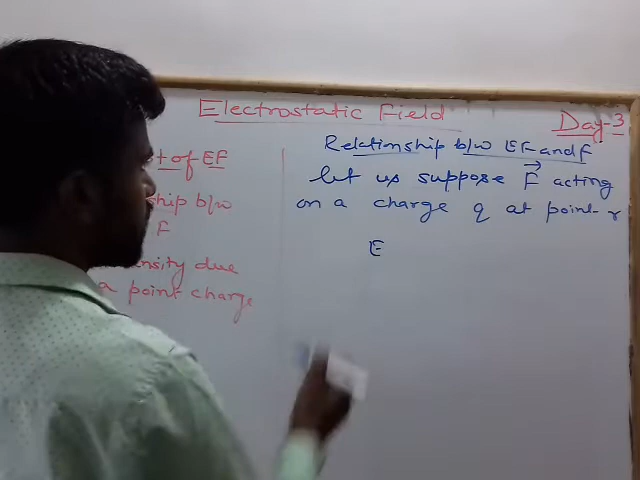 Electrostatic Field
Day-3
t of EF
ship b/w
F
nsity due
a point charge
Relationship b/w EF and f
let us suppose F⃗ acting
on a charge q at point r
E